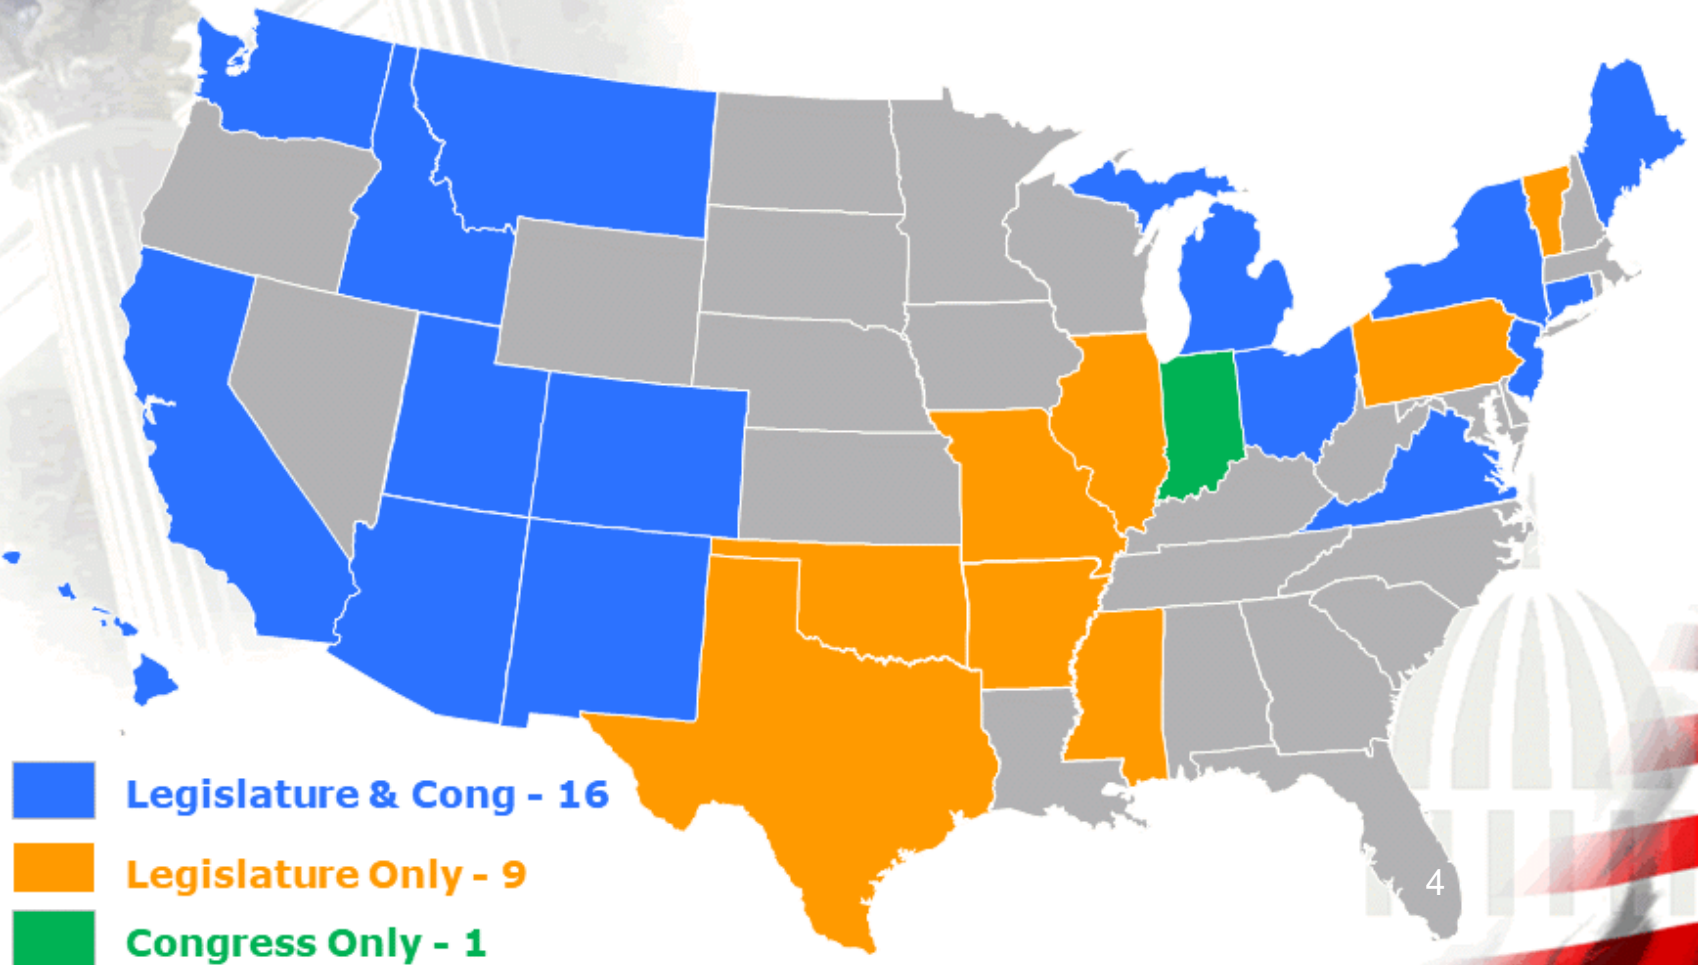 Legislature & Cong - 16
Legislature Only - 9
Congress Only - 1
4